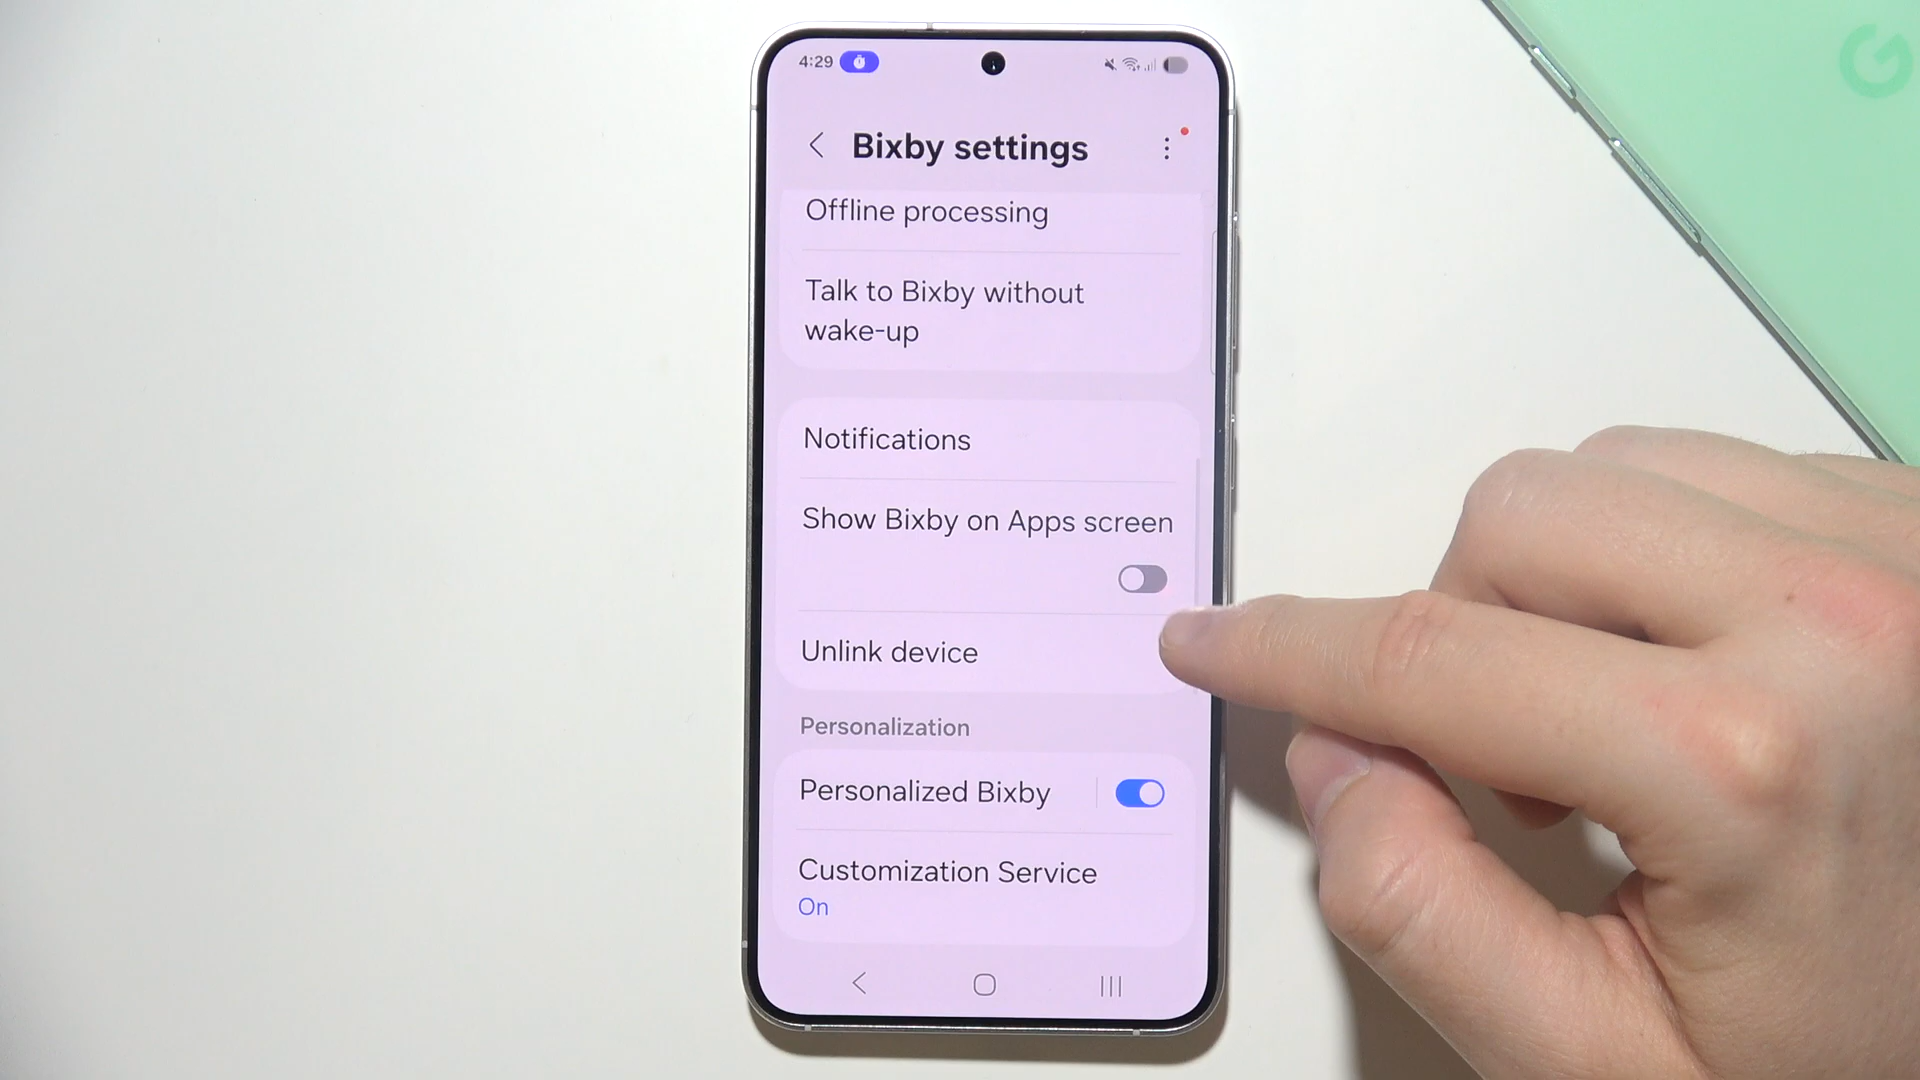 4:29
Bixby settings
Offline processing
Talk to Bixby without
wake-up
Notifications
Show Bixby on Apps screen
Unlink device
Personalization
Personalized Bixby
Customization Service
On